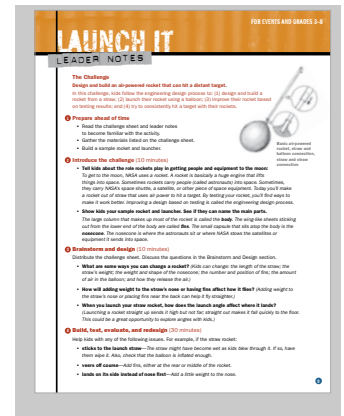 FOR EVENTS AND GRADES 3–8
LAUNCH IT
LEADER NOTES
The Challenge
Design and build an air-powered rocket that can hit a distant target.
In this challenge, kids follow the engineering design process to: (1) design and build a
rocket from a straw; (2) launch their rocket using a balloon; (3) improve their rocket based
on testing results; and (4) try to consistently hit a target with their rockets.
1 Prepare ahead of time
• Read the challenge sheet and leader notes
to become familiar with the activity.
• Gather the materials listed on the challenge sheet.
• Build a sample rocket and launcher.
Basic air-powered
rocket, straw and
balloon connection,
straw and straw
connection
2 Introduce the challenge (10 minutes)
• Tell kids about the role rockets play in getting people and equipment to the moon:
To get to the moon, NASA uses a rocket. A rocket is basically a huge engine that lifts
things into space. Sometimes rockets carry people (called astronauts) into space. Sometimes,
they carry NASA's space shuttle, a satellite, or other piece of space equipment. Today you'll make
a rocket out of straw that uses air power to hit a target. By testing your rocket, you'll find ways to
make it work better. Improving a design based on testing is called the engineering design process.
• Show kids your sample rocket and launcher. See if they can name the main parts.
The large column that makes up most of the rocket is called the body. The wing-like sheets sticking
out from the lower end of the body are called fins. The small capsule that sits atop the body is the
nosecone. The nosecone is where the astronauts sit or where NASA stows the satellites or
equipment it sends into space.
3 Brainstorm and design (10 minutes)
Distribute the challenge sheet. Discuss the questions in the Brainstorm and Design section.
• What are some ways you can change a rocket? (Kids can change: the length of the straw; the
straw's weight; the weight and shape of the nosecone; the number and position of fins; the amount
of air in the balloon; and how they release the air.)
• How will adding weight to the straw's nose or having fins affect how it flies? (Adding weight to
the straw's nose or placing fins near the back can help it fly straighter.)
• When you launch your straw rocket, how does the launch angle affect where it lands?
(Launching a rocket straight up sends it high but not far; straight out makes it fall quickly to the floor.
This could be a great opportunity to explore angles with kids.)
4 Build, test, evaluate, and redesign (30 minutes)
Help kids with any of the following issues. For example, if the straw rocket:
• sticks to the launch straw—The straw might have become wet as kids blew through it. If so, have
them wipe it. Also, check that the balloon is inflated enough.
• veers off course—Add fins, either at the rear or middle of the rocket.
• lands on its side instead of nose first—Add a little weight to the nose.